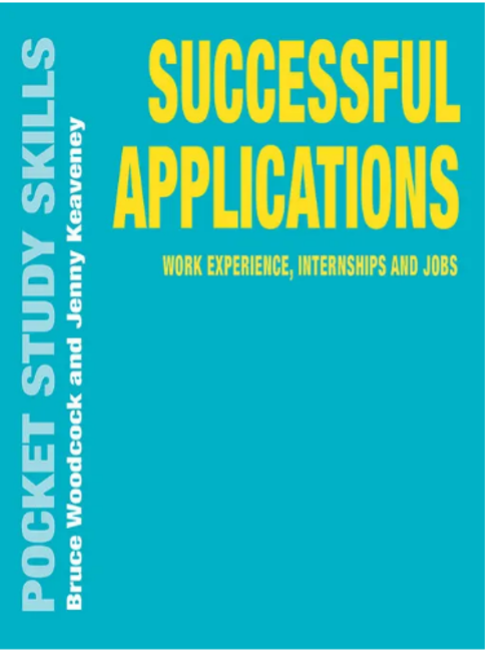 SUCCESSFUL
APPLICATIONS
WORK EXPERIENCE, INTERNSHIPS AND JOBS
POCKET STUDY SKILLS
Bruce Woodcock and Jenny Keaveney